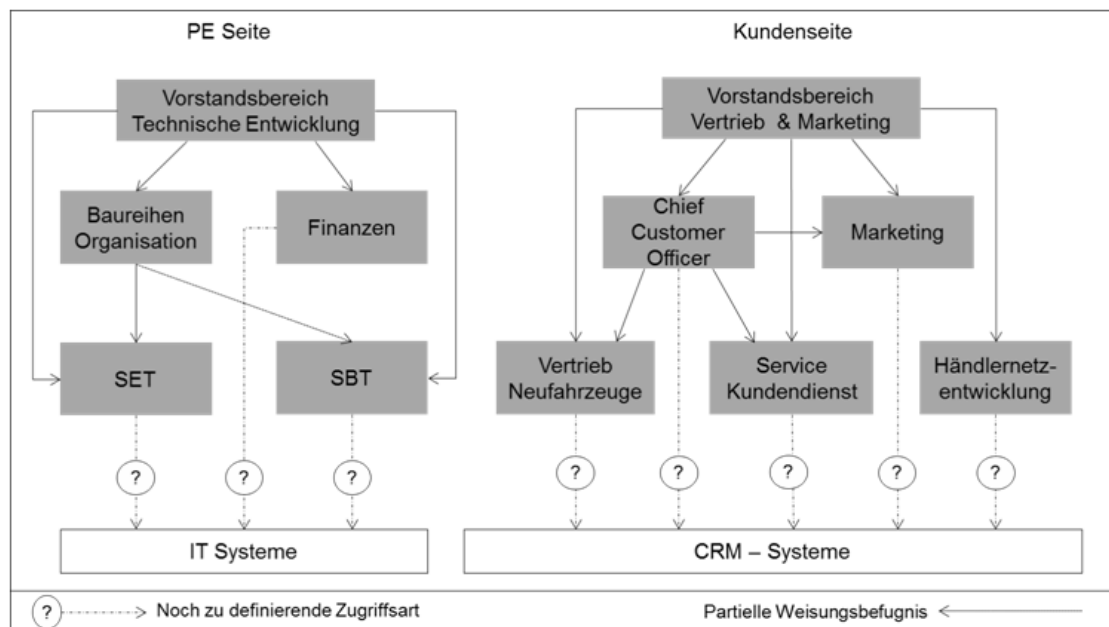 PE Seite
Kundenseite
Vorstandsbereich
Technische Entwicklung
Vorstandsbereich
Vertrieb & Marketing
Baureihen
Organisation
Finanzen
Chief
Customer
Officer
Marketing
SET
SBT
Vertrieb
Neufahrzeuge
Service
Kundendienst
Händlernetz-
entwicklung
? ? ? ? ? ? ? ?
IT Systeme
CRM – Systeme
? Noch zu definierende Zugriffsart
Partielle Weisungsbefugnis